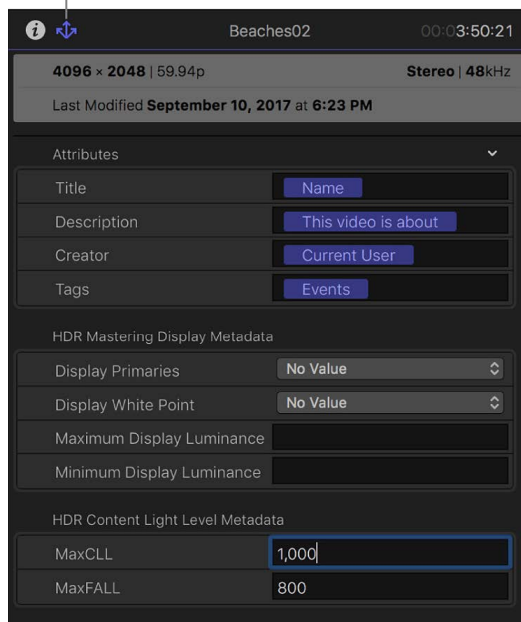 i Beaches02 00:03:50:21
4096 × 2048 | 59.94p Stereo | 48kHz
Last Modified September 10, 2017 at 6:23 PM
Attributes
Title Name
Description This video is about
Creator Current User
Tags Events
HDR Mastering Display Metadata
Display Primaries No Value
Display White Point No Value
Maximum Display Luminance
Minimum Display Luminance
HDR Content Light Level Metadata
MaxCLL 1,000
MaxFALL 800